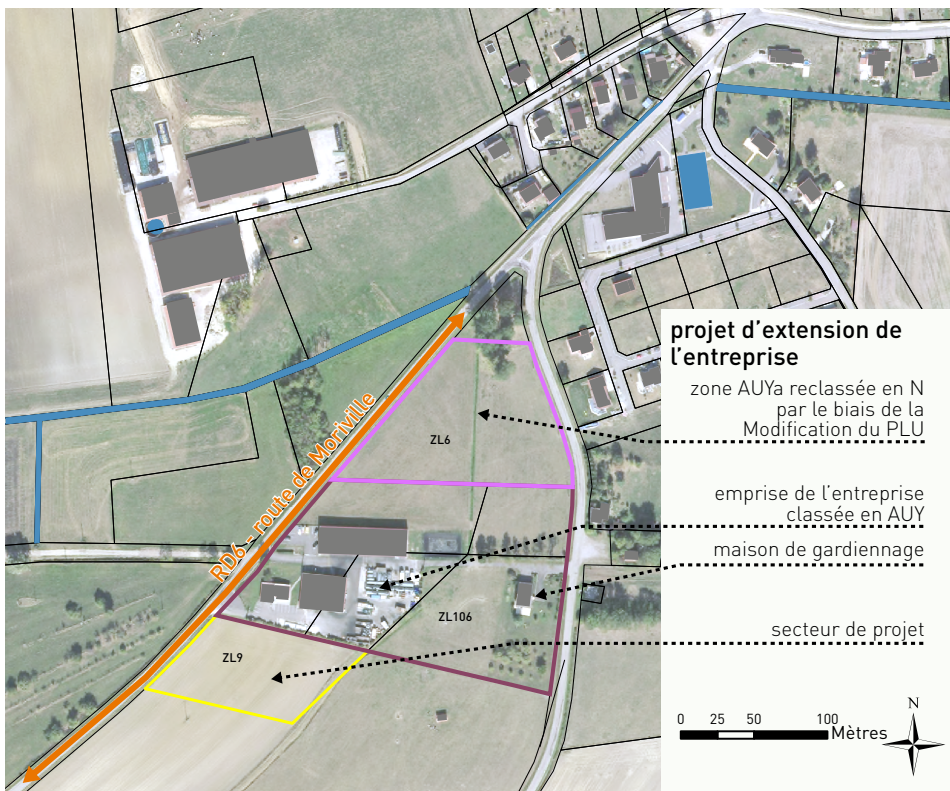 projet d'extension de
l'entreprise
zone AUYa reclassée en N
par le biais de la
Modification du PLU
emprise de l'entreprise
classée en AUY
maison de gardiennage
secteur de projet
RD6 - route de Moriville
ZL6
ZL106
ZL9
0 25 50 100
Mètres
N